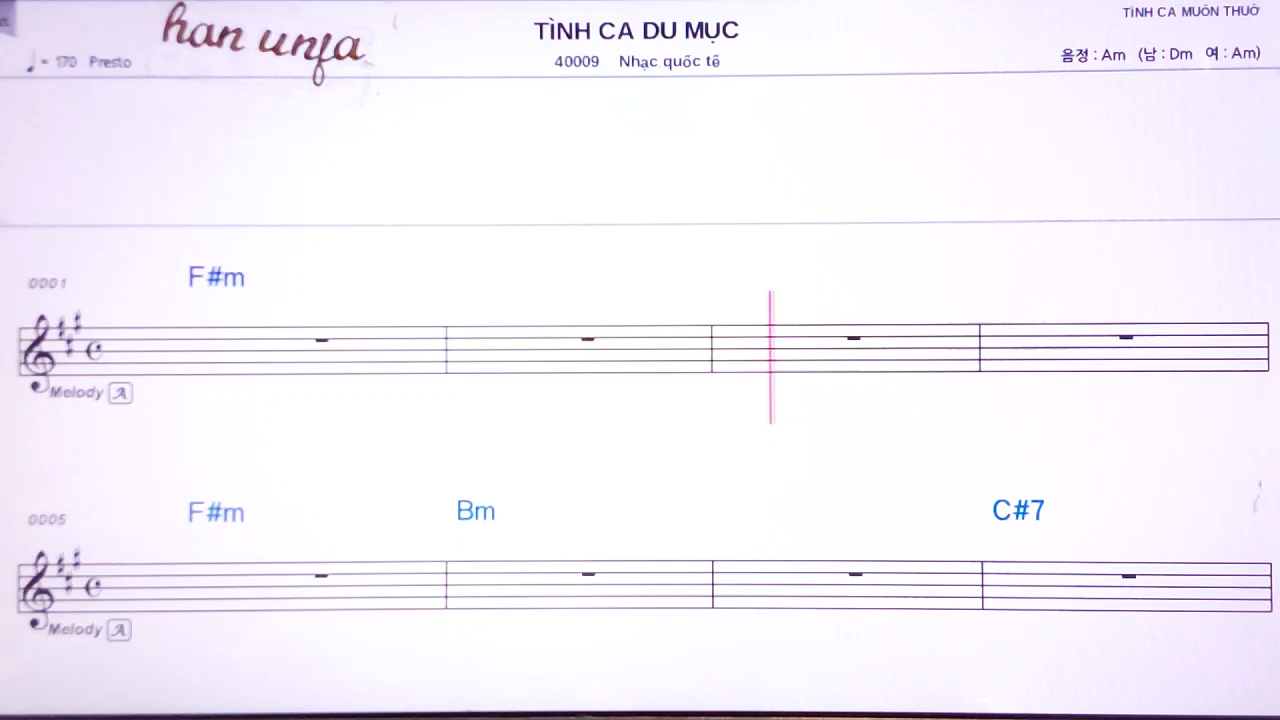 han unfa
TÌNH CA DU MỤC
TÌNH CA MUÔN THUỞ
♩ = 170 Presto
40009 Nhạc quốc tế
음정 : Am (남 : Dm 여 : Am)
0001 F#m
Melody A
0005 F#m Bm C#7
Melody A